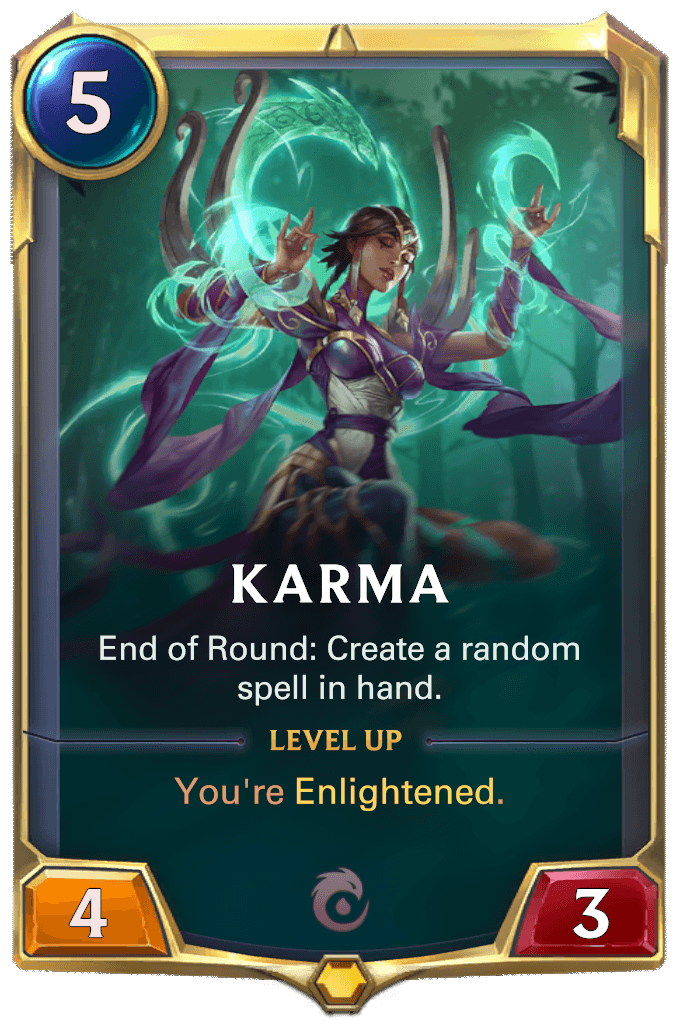 5
KARMA
End of Round: Create a random
spell in hand.
LEVEL UP
You're Enlightened.
4
3